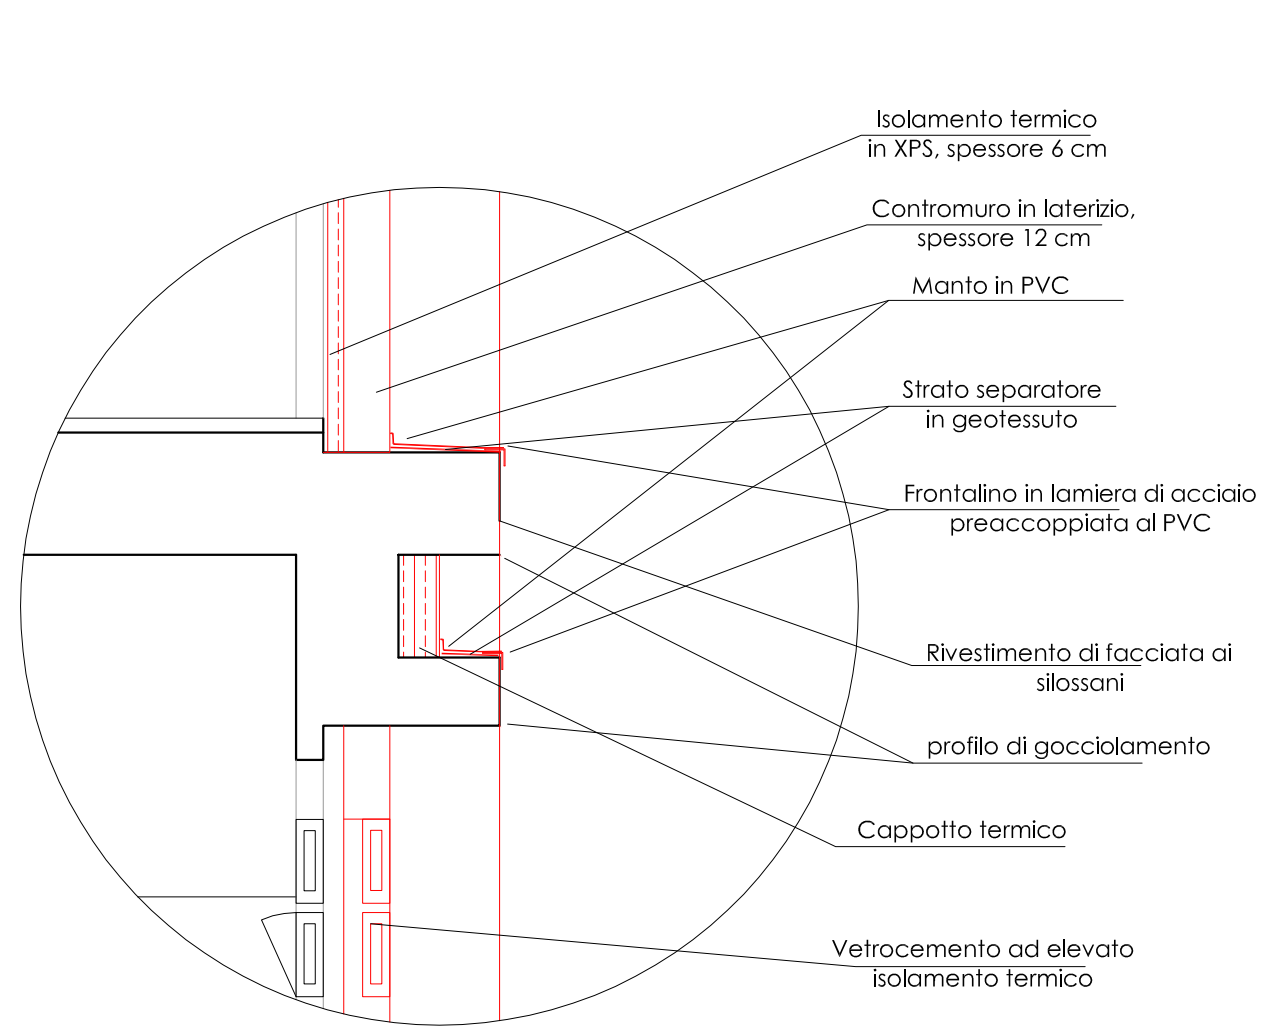 Isolamento termico
in XPS, spessore 6 cm
Contromuro in laterizio,
spessore 12 cm
Manto in PVC
Strato separatore
in geotessuto
Frontalino in lamiera di acciaio
preaccoppiata al PVC
Rivestimento di facciata ai
silossani
profilo di gocciolamento
Cappotto termico
Vetrocemento ad elevato
isolamento termico